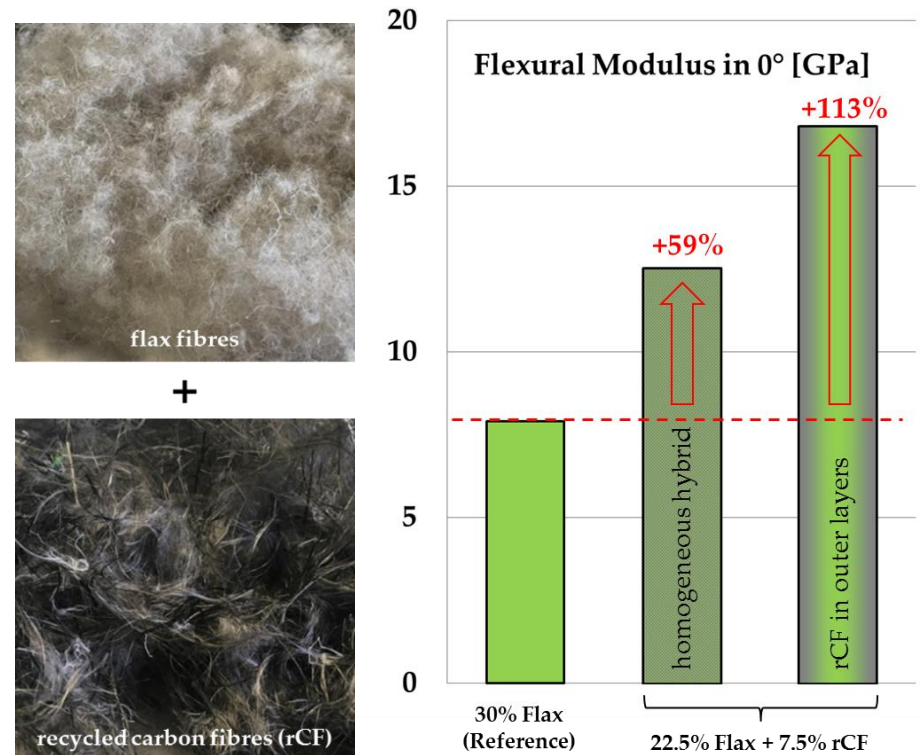 flax fibres
+
recycled carbon fibres (rCF)
Flexural Modulus in 0° [GPa]
20
15
10
5
0
+59%
+113%
homogeneous hybrid
rCF in outer layers
30% Flax
(Reference)
22.5% Flax + 7.5% rCF